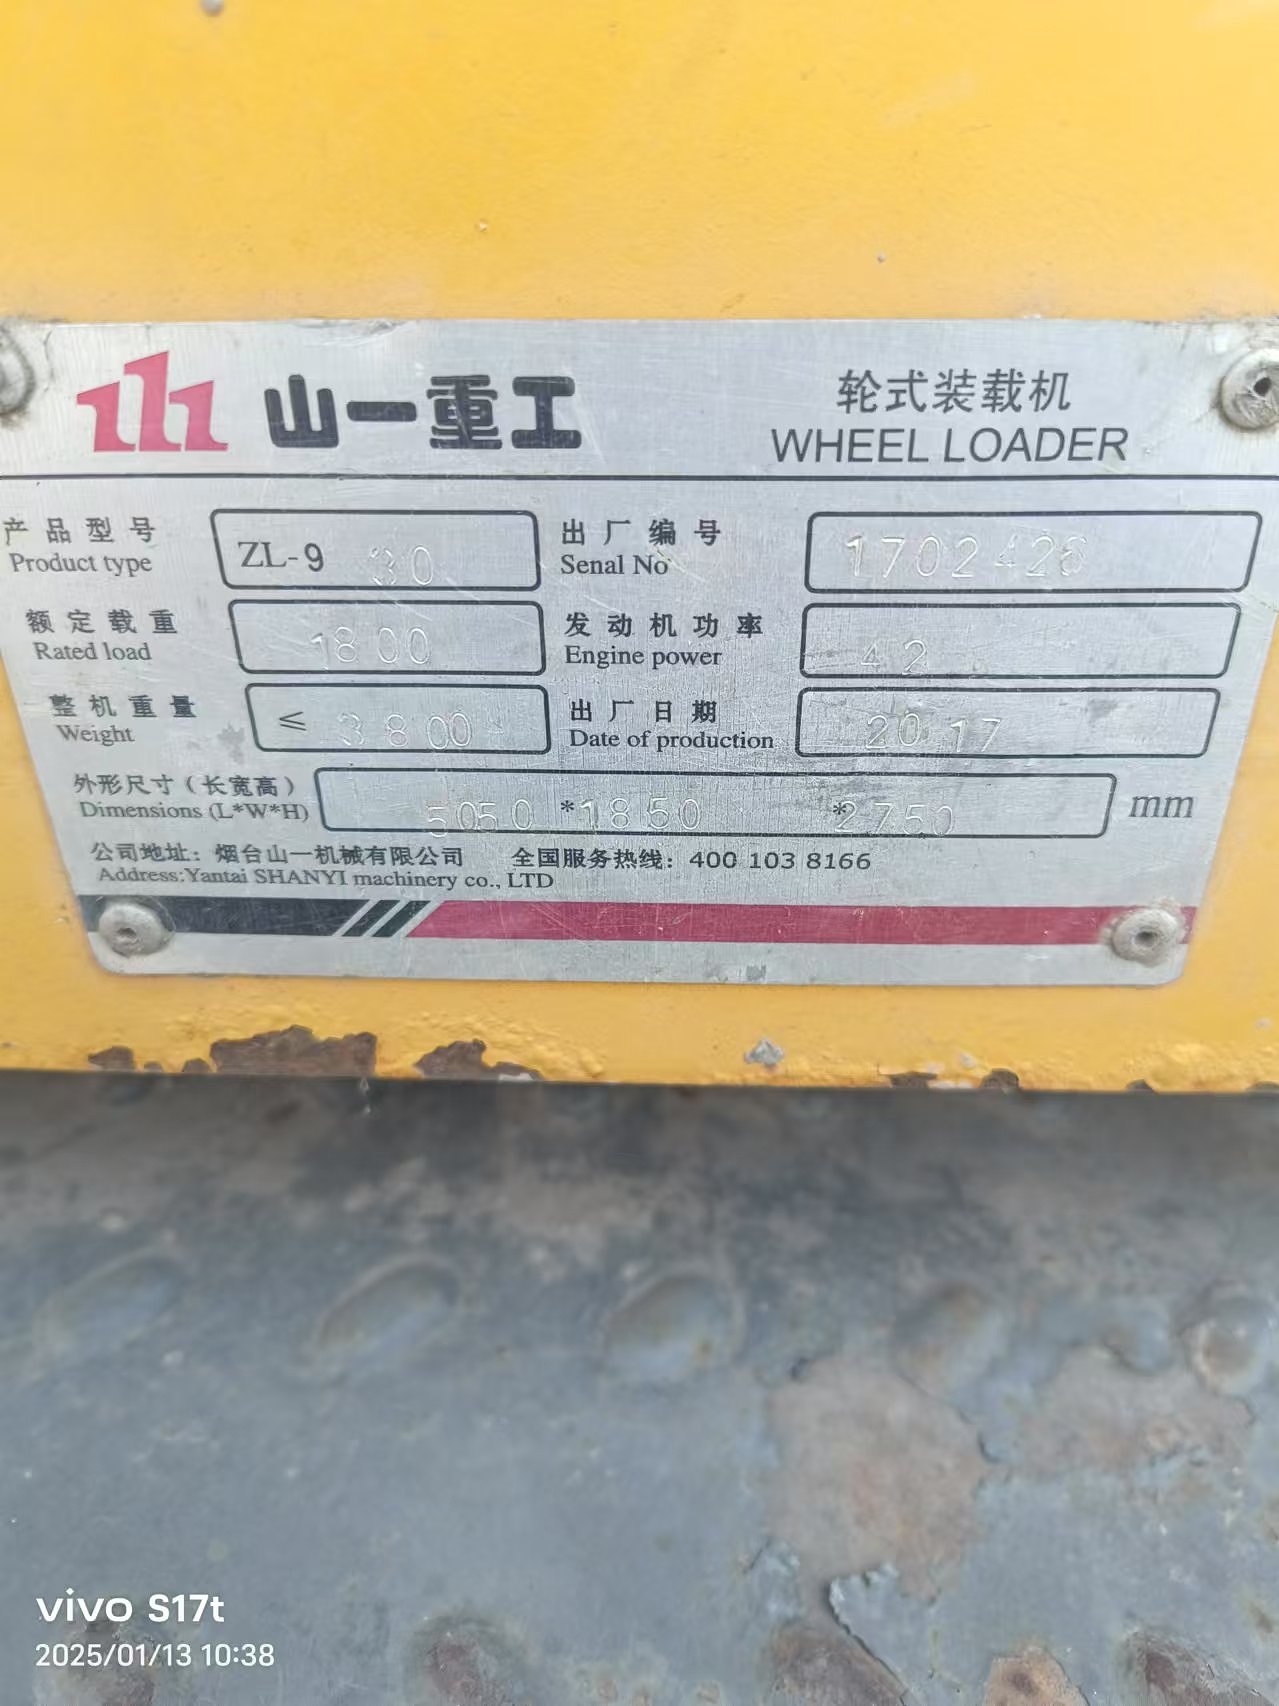 山一重工
轮式装载机
WHEEL LOADER
产品型号 ZL-9 30 出厂编号 1702426
Product type Senal No
额定载重 1800 发动机功率 42
Rated load Engine power
整机重量 ≤ 3800 出厂日期 2017
Weight Date of production
外形尺寸（长宽高） 5050 *1850 *2750 mm
Dimensions (L*W*H)
公司地址：烟台山一机械有限公司 全国服务热线：400 103 8166
Address:Yantai SHANYI machinery co., LTD
vivo S17t
2025/01/13 10:38